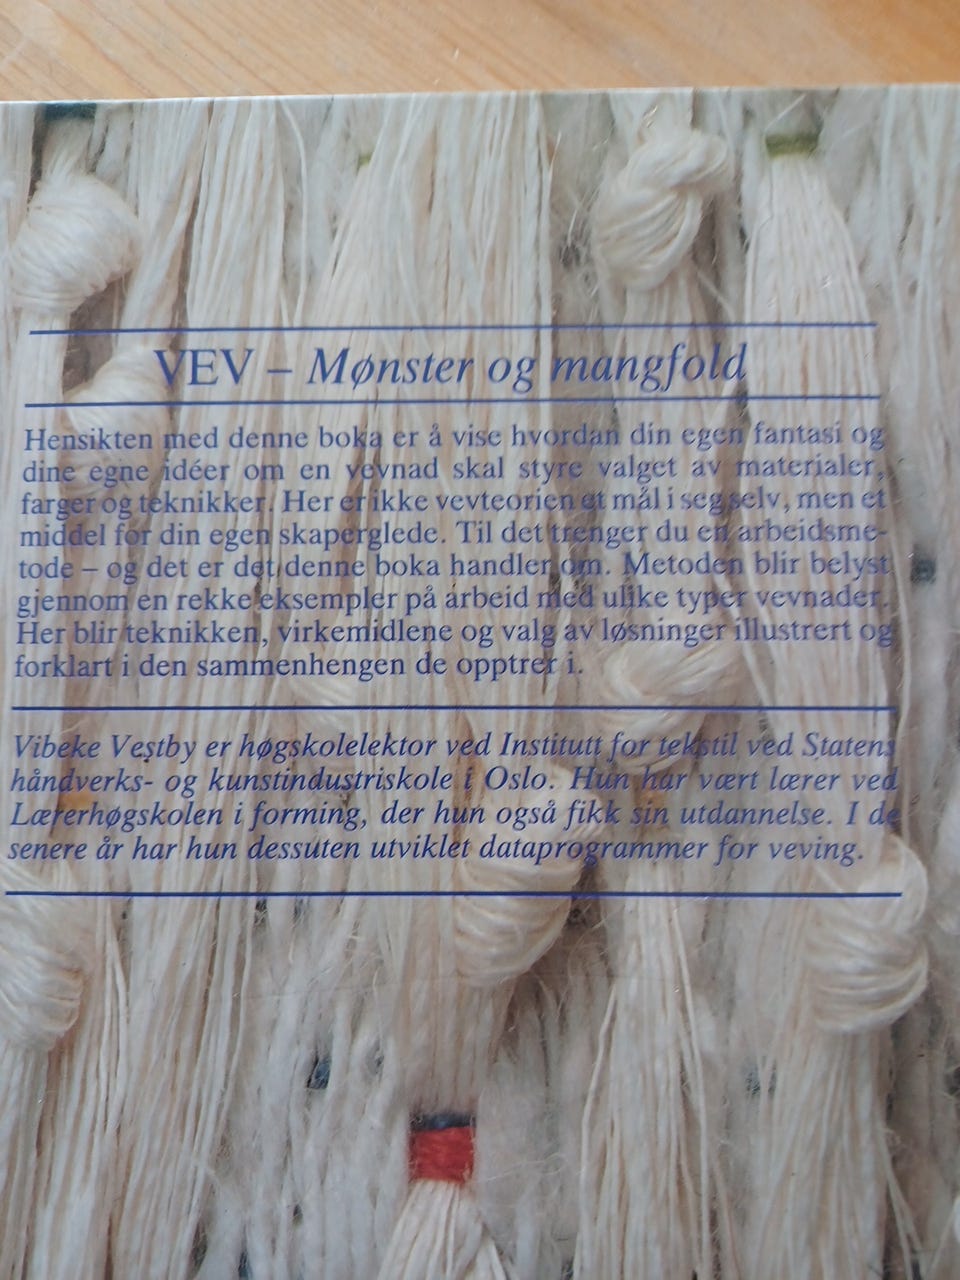 VEV – Mønster og mangfold
Hensikten med denne boka er å vise hvordan din egen fantasi og
dine egne idéer om en vevnad skal styre valget av materialer,
farger og teknikker. Her er ikke vevteorien et mål i seg selv, men et
middel for din egen skaperglede. Til det trenger du en arbeidsme-
tode – og det er det denne boka handler om. Metoden blir belyst
gjennom en rekke eksempler på arbeid med ulike typer vevnader.
Her blir teknikken, virkemidlene og valg av løsninger illustrert og
forklart i den sammenhengen de opptrer i.
Vibeke Vestby er høgskolelektor ved Institutt for tekstil ved Statens
håndverks- og kunstindustriskole i Oslo. Hun har vært lærer ved
Lærerhøgskolen i forming, der hun også fikk sin utdannelse. I de
senere år har hun dessuten utviklet dataprogrammer for veving.